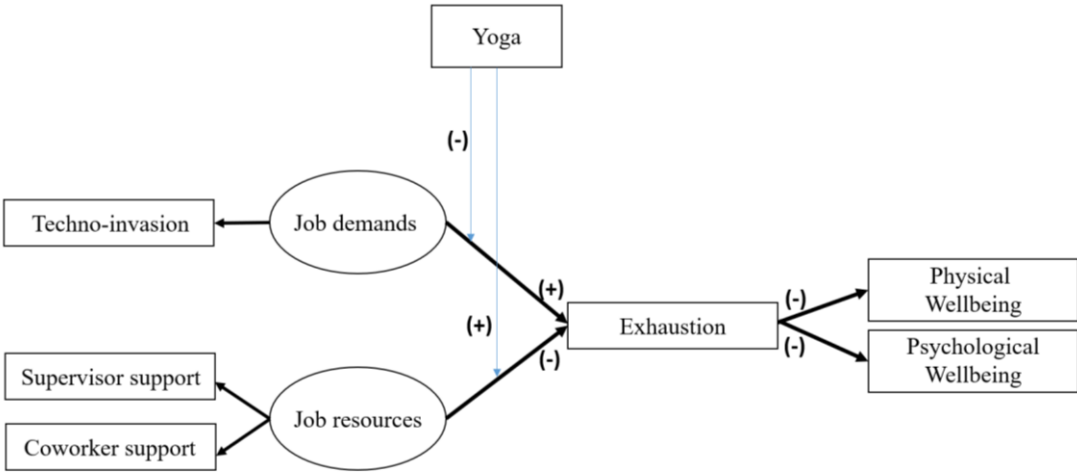 Yoga
(-)
Techno-invasion
Job demands
(+)
(+)
(-)
Exhaustion
(-)
(-)
Physical
Wellbeing
Psychological
Wellbeing
Supervisor support
Coworker support
Job resources